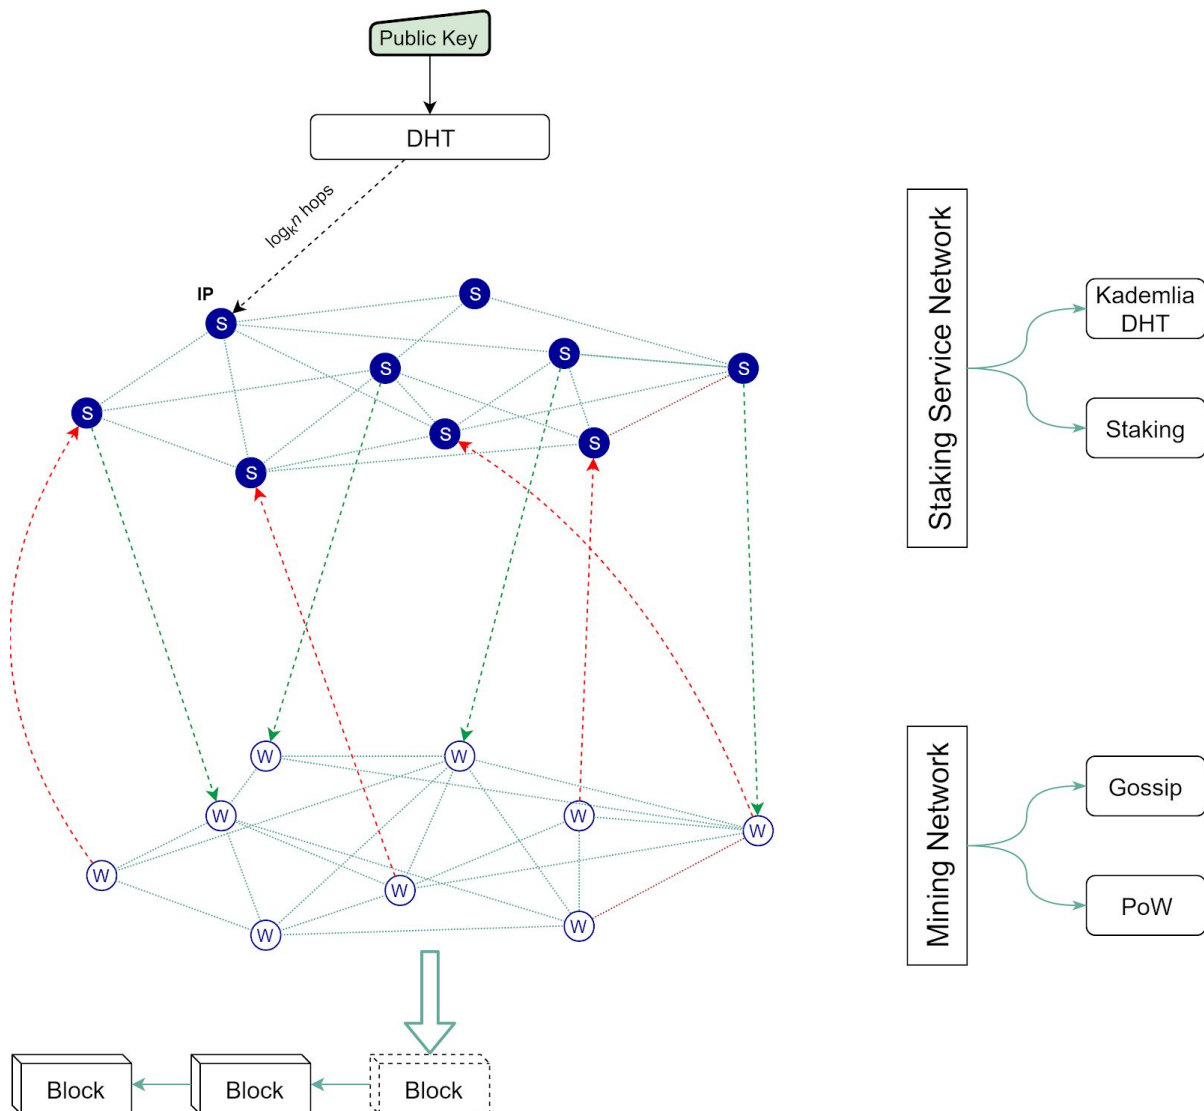 Public Key
DHT
logₖn hops
IP
S
S
S
S
S
S
S
S
S
W
W
W
W
W
W
W
W
W
Block
Block
Block
Staking Service Network
Kademlia
DHT
Staking
Mining Network
Gossip
PoW